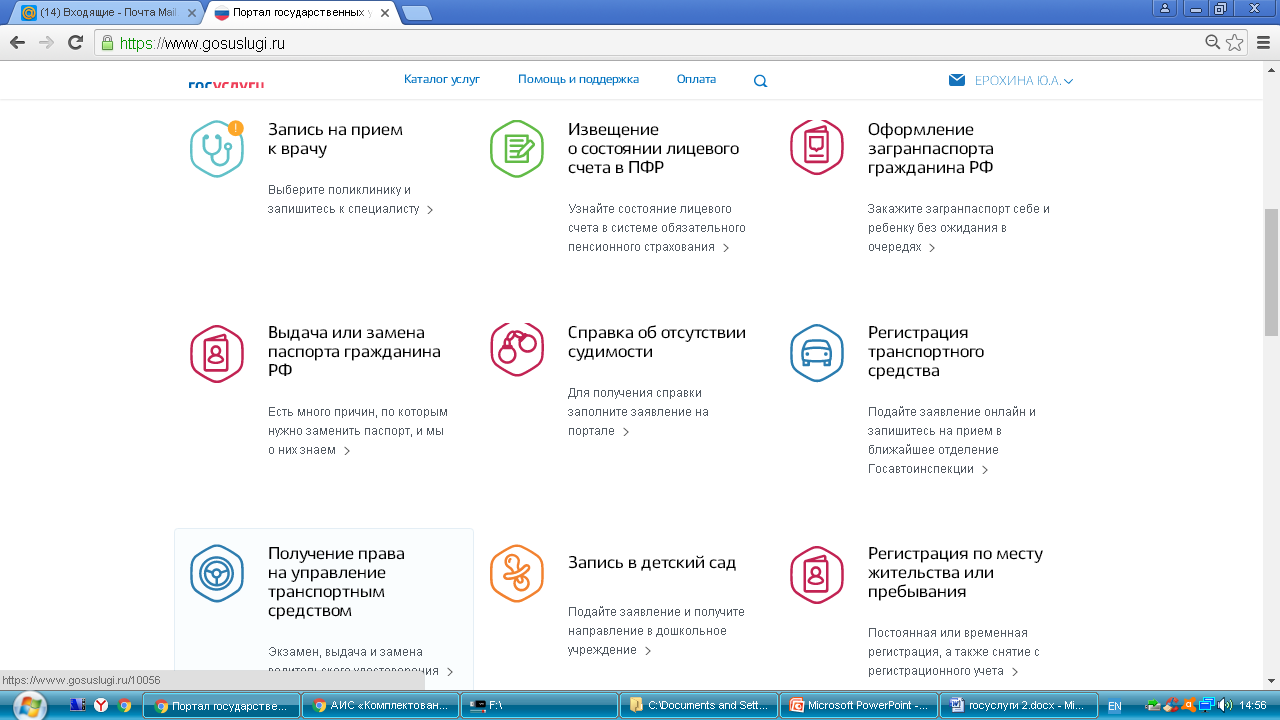 (14) Входящие - Почта Mail
Портал государственных у
https://www.gosuslugi.ru
госуслуги
Каталог услуг
Помощь и поддержка
Оплата
ЕРОХИНА Ю.А.
Запись на прием
к врачу
Выберите поликлинику и
запишитесь к специалисту
Извещение
о состоянии лицевого
счета в ПФР
Узнайте состояние лицевого
счета в системе обязательного
пенсионного страхования
Оформление
загранпаспорта
гражданина РФ
Закажите загранпаспорт себе и
ребенку без ожидания в
очередях
Выдача или замена
паспорта гражданина
РФ
Есть много причин, по которым
нужно заменить паспорт, и мы
о них знаем
Справка об отсутствии
судимости
Для получения справки
заполните заявление на
портале
Регистрация
транспортного
средства
Подайте заявление онлайн и
запишитесь на прием в
ближайшее отделение
Госавтоинспекции
Получение права
на управление
транспортным
средством
Экзамен, выдача и замена
водительского удостоверения
Запись в детский сад
Подайте заявление и получите
направление в дошкольное
учреждение
Регистрация по месту
жительства или
пребывания
Постоянная или временная
регистрация, а также снятие с
регистрационного учета
https://www.gosuslugi.ru/10056
Портал государстве...
АИС «Комплектован...
F:\
C:\Documents and Sett...
Microsoft PowerPoint -...
госуслуги 2.docx - Mi...
EN
14:56